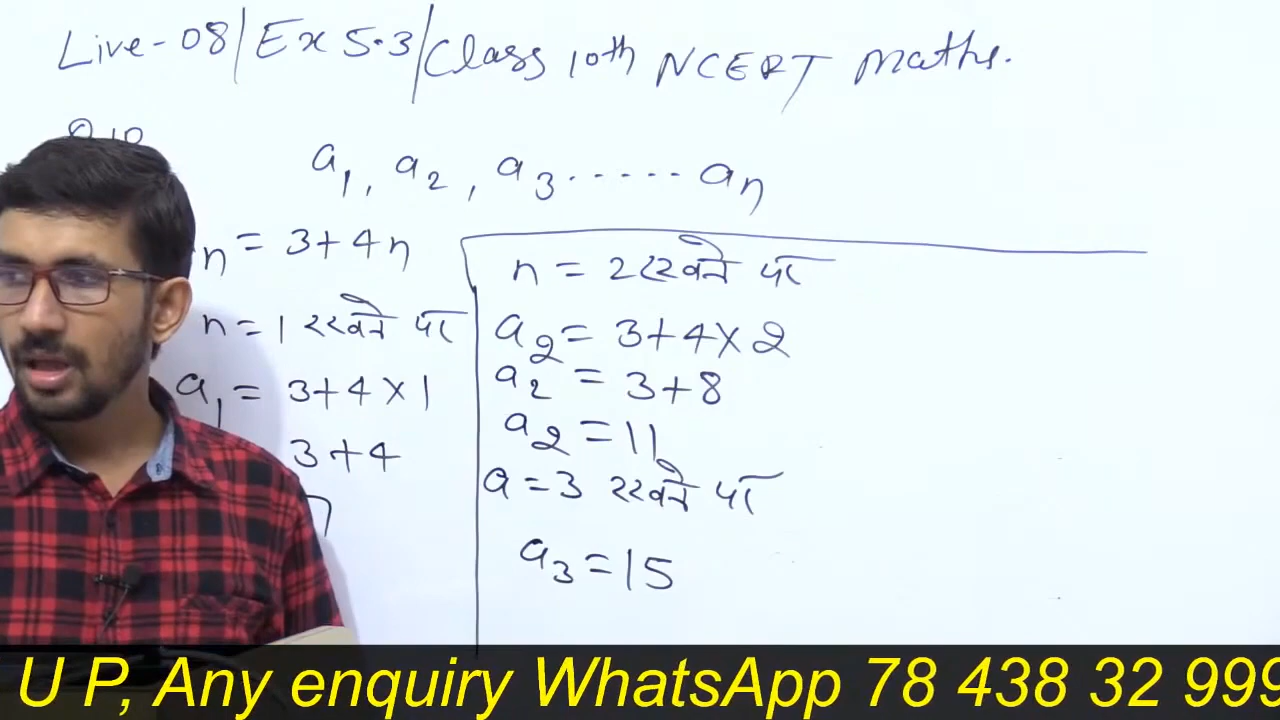 Live-08/Ex 5.3/Class 10th NCERT Maths.
Q.10
a1, a2, a3...... an
n = 3+4n
n = 1 रखने पर
a1 = 3+4×1
3+4
7
n = 2 रखने पर
a2 = 3+4×2
a2 = 3+8
a2 = 11
a = 3 रखने पर
a3 = 15
U P, Any enquiry WhatsApp 78 438 32 999